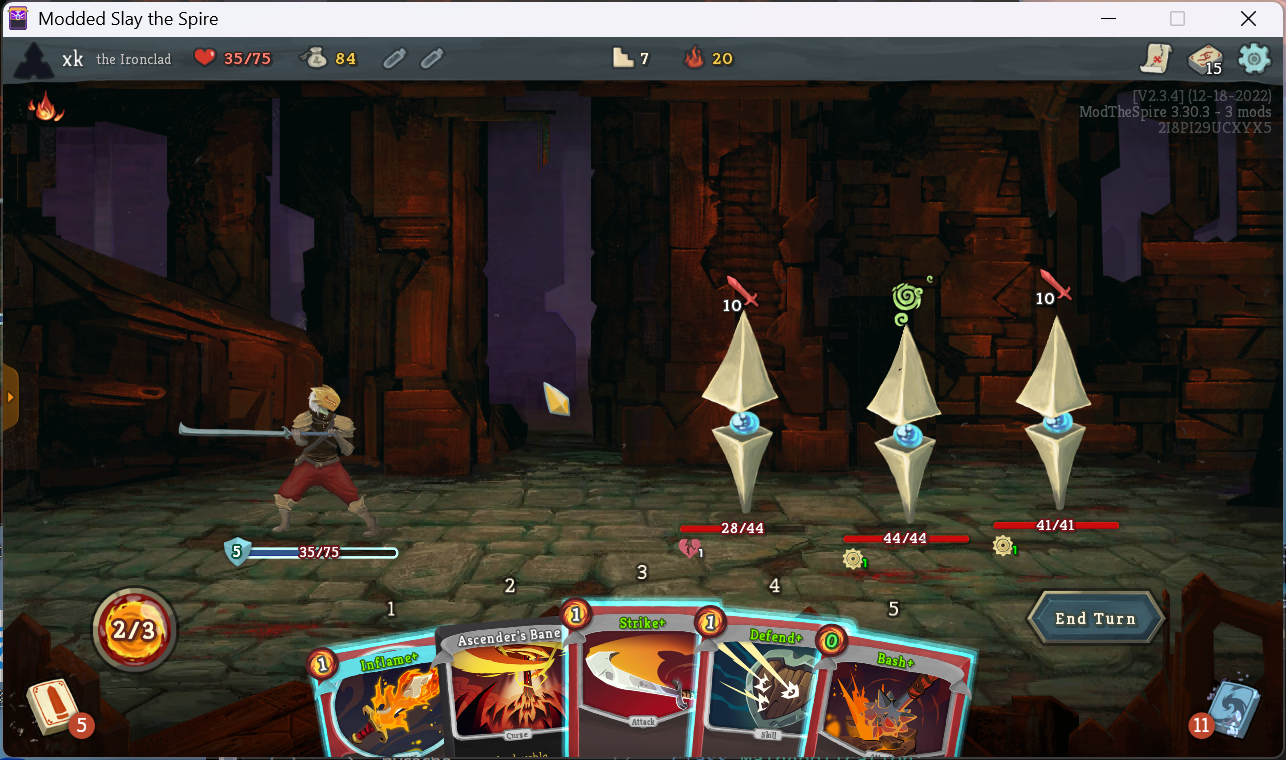 Modded Slay the Spire
xk the Ironclad 35/75 84 7 20 15
[V2.3.4] (12-18-2022)
ModTheSpire 3.30.3 - 3 mods
2I8PI29UCXYX5
10
10
28/44
1
44/44
1
41/41
1
5 35/75
1
2
3
4
5
2/3
End Turn
1 Inflame+
Ascender's Bane
Curse
1 Strike+
Attack
1 Defend+
Skill
0 Bash+
5
11